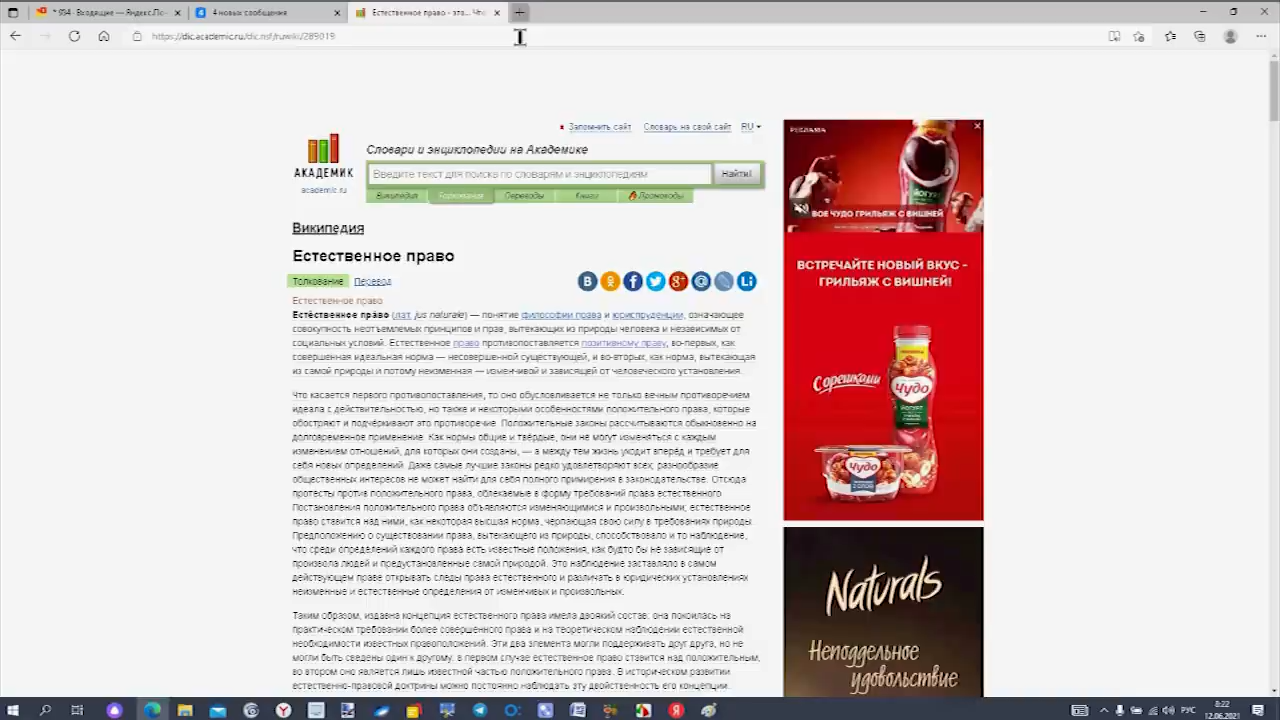 * 904 - Входящие — Яндекс.По
4 новых сообщения
Естественное право - это... Что
https://dic.academic.ru/dic.nsf/ruwiki/289019
Запомнить сайт
Словарь на свой сайт
RU
АКАДЕМИК
academic.ru
Словари и энциклопедии на Академике
Введите текст для поиска по словарям и энциклопедиям
Найти!
Википедия
Толкования
Переводы
Книги
Промокоды
Википедия
Естественное право
Толкование
Перевод
Естественное право
Есте́ственное пра́во (лат. jus naturale) — понятие философии права и юриспруденции, означающее
совокупность неотъемлемых принципов и прав, вытекающих из природы человека и независимых от
социальных условий. Естественное право противопоставляется позитивному праву, во-первых, как
совершенная идеальная норма — несовершенной существующей, и во-вторых, как норма, вытекающая
из самой природы и потому неизменная — изменчивой и зависящей от человеческого установления.
Что касается первого противопоставления, то оно обусловливается не только вечным противоречием
идеала с действительностью, но также и некоторыми особенностями положительного права, которые
обостряют и подчёркивают это противоречие. Положительные законы рассчитываются обыкновенно на
долговременное применение. Как нормы общие и твёрдые, они не могут изменяться с каждым
изменением отношений, для которых они созданы, — а между тем жизнь уходит вперёд и требует для
себя новых определений. Даже самые лучшие законы редко удовлетворяют всех; разнообразие
общественных интересов не может найти для себя полного примирения в законодательстве. Отсюда
протесты против положительного права, облекаемые в форму требований права естественного.
Постановления положительного права объявляются изменяющимися и произвольными; естественное
право ставится над ними, как некоторая высшая норма, черпающая свою силу в требованиях природы.
Предположению о существовании права, вытекающего из природы, способствовало и то наблюдение,
что среди определений каждого права есть известные положения, как будто бы не зависящие от
произвола людей и предустановленные самой природой. Это наблюдение заставляло в самом
действующем праве открывать следы права естественного и различать в юридических установлениях
неизменные и естественные определения от изменчивых и произвольных.
Таким образом, издавна концепция естественного права имела двоякий состав: она покоилась на
практическом требовании более совершенного права и на теоретическом наблюдении естественной
необходимости известных правоположений. Эти два элемента могли поддерживать друг друга, но не
могли быть сведены один к другому: в первом случае естественное право ставится над положительным,
во втором оно является лишь известной частью положительного права. В историческом развитии
естественно-правовой доктрины можно постоянно наблюдать эту двойственность его концепции.
РЕКЛАМА
ЙОГУРТ
ВОЕ ЧУДО ГРИЛЬЯЖ С ВИШНЕЙ
ВСТРЕЧАЙТЕ НОВЫЙ ВКУС -
ГРИЛЬЯЖ С ВИШНЕЙ!
С орешками
Чудо
ЙОГУРТ
Чудо
Naturals
Неподдельное
удовольствие
РУС
8:22
12.06.2021